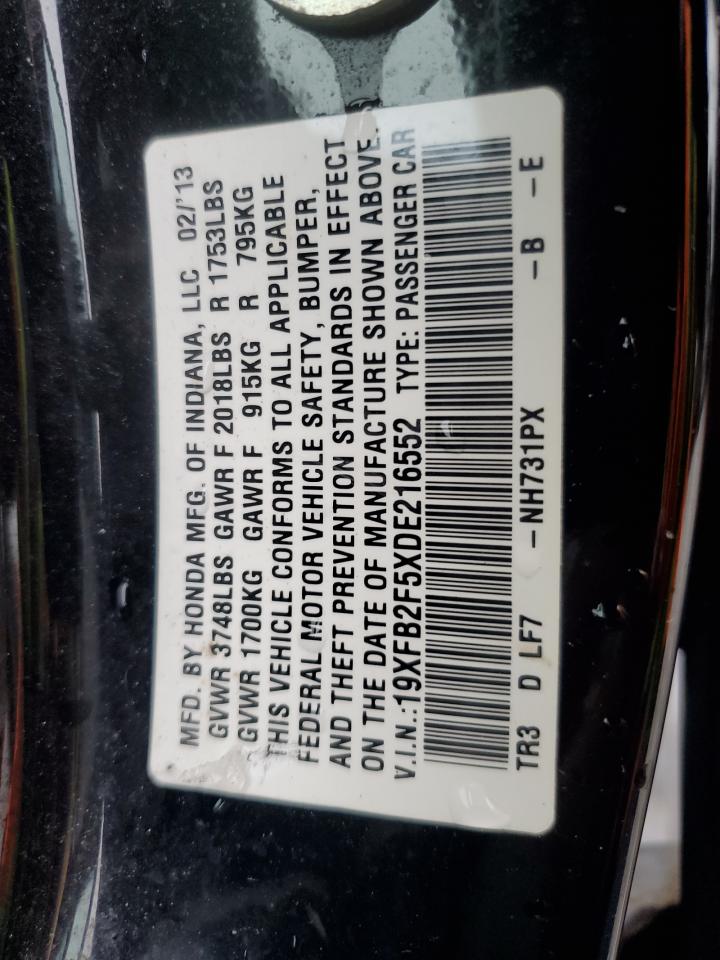 MFD. BY HONDA MFG. OF INDIANA, LLC 02/'13
GVWR 3748LBS GAWR F 2018LBS R 1753LBS
GVWR 1700KG GAWR F 915KG R 795KG
THIS VEHICLE CONFORMS TO ALL APPLICABLE
FEDERAL MOTOR VEHICLE SAFETY, BUMPER,
AND THEFT PREVENTION STANDARDS IN EFFECT
ON THE DATE OF MANUFACTURE SHOWN ABOVE.
V.I.N.:19XFB2F5XDE216552 TYPE: PASSENGER CAR
TR3 D LF7 -NH731PX -B -E